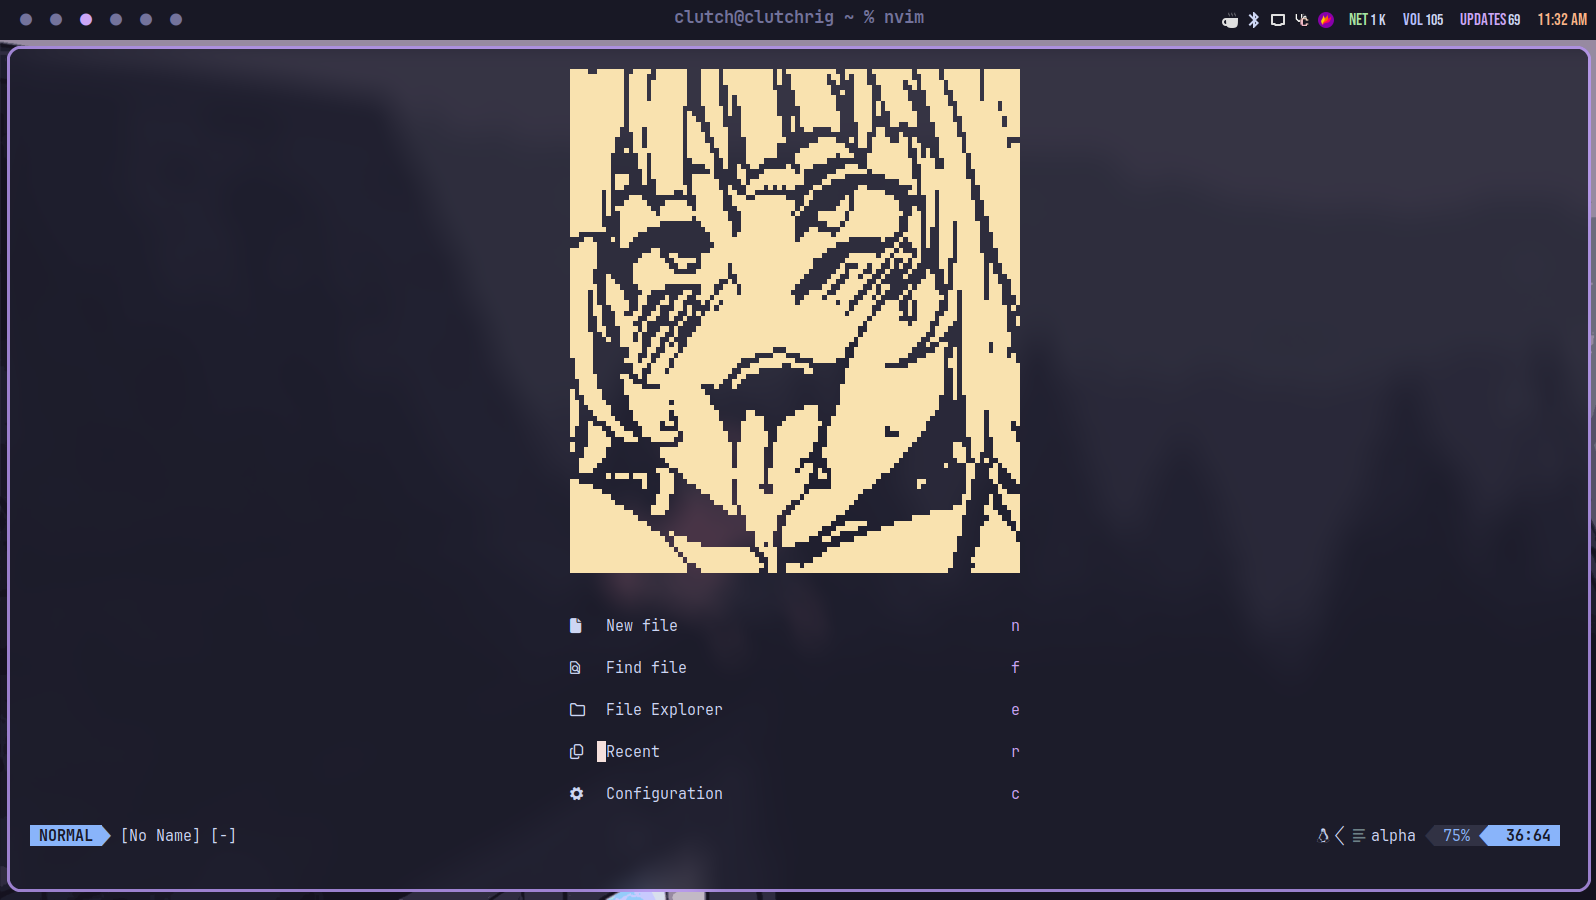 clutch@clutchrig ~ % nvim
NET 1 K VOL 105 UPDATES 69 11:32 AM
New file n
Find file f
File Explorer e
Recent r
Configuration c
NORMAL [No Name] [-] alpha 75% 36:64